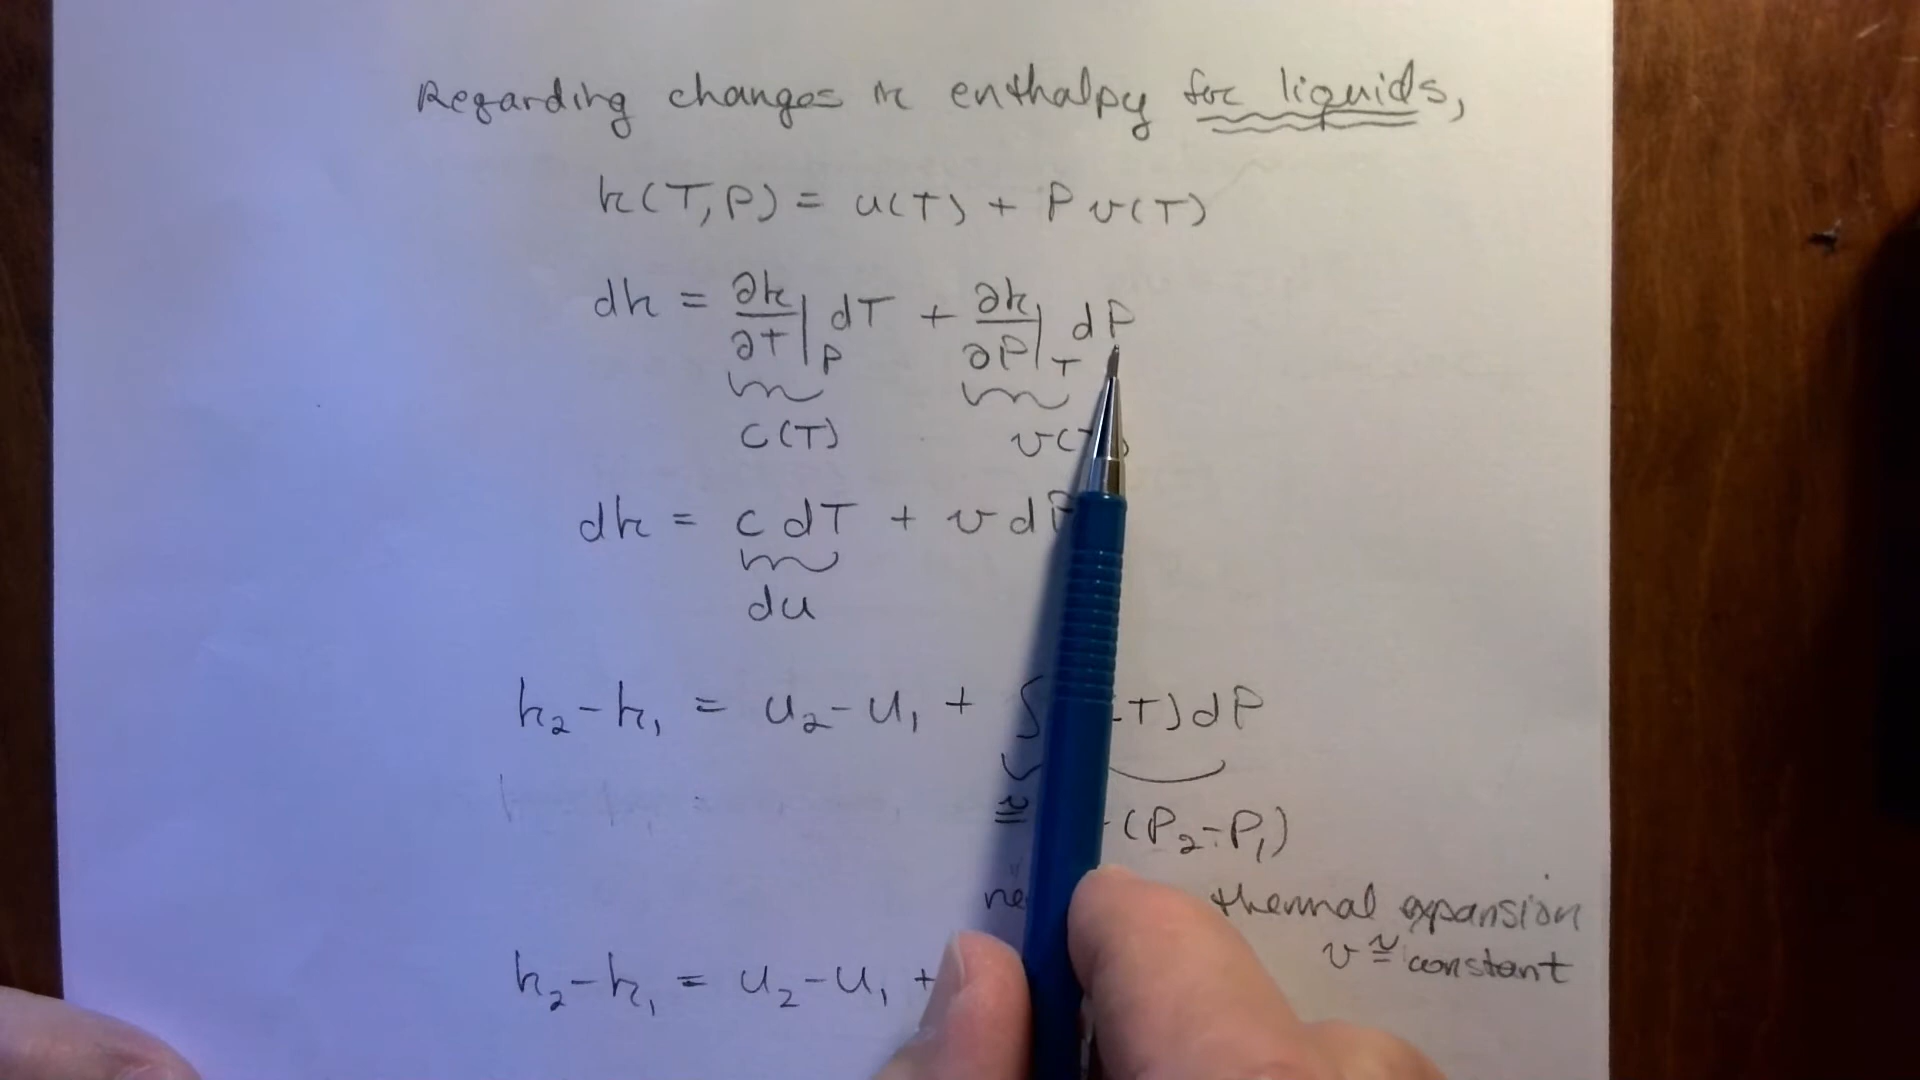 Regarding changes in enthalpy for liquids,
h(T,P) = u(T) + P v(T)
dh = ∂h/∂T|P dT + ∂h/∂P|T dP
c(T) v(T)
dh = c dT + v dP
du
h₂-h₁ = u₂-u₁ + ∫ T) dP
≅ (P₂-P₁)
thermal expansion
v ≅ constant
h₂-h₁ = u₂-u₁ +